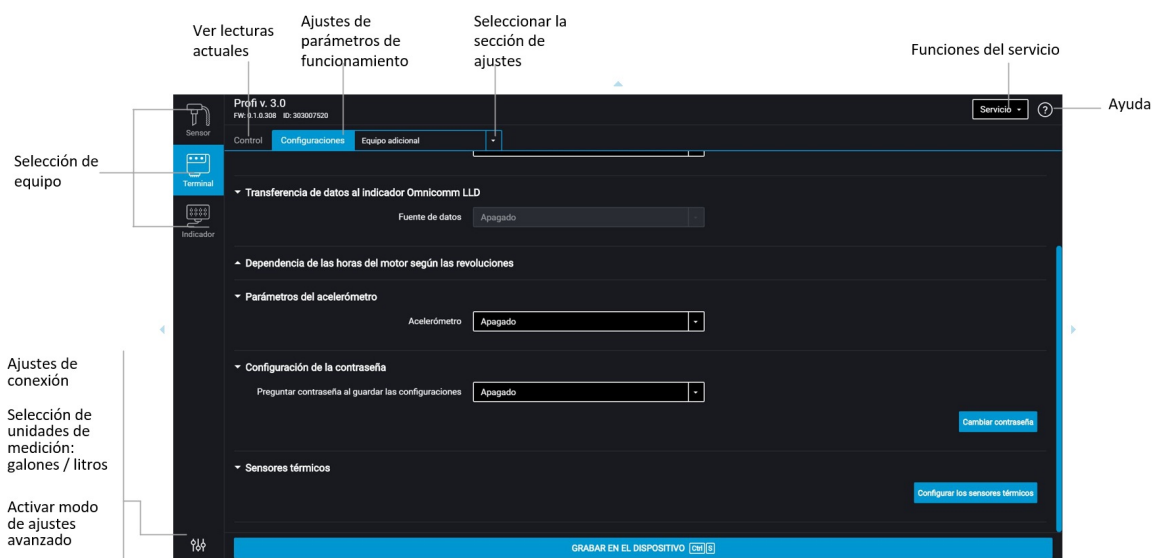 Ver lecturas
actuales
Ajustes de
parámetros de
funcionamiento
Seleccionar la
sección de
ajustes
Funciones del servicio
Ayuda
Selección de
equipo
Ajustes de
conexión
Selección de
unidades de
medición:
galones / litros
Activar modo
de ajustes
avanzado
Sensor
Terminal
Indicador
Profi v. 3.0
FW: 0.1.0.308 ID: 303007520
Servicio
?
Control Configuraciones Equipo adicional
Transferencia de datos al indicador Omnicomm LLD
Fuente de datos Apagado
Dependencia de las horas del motor según las revoluciones
Parámetros del acelerómetro
Acelerómetro Apagado
Configuración de la contraseña
Preguntar contraseña al guardar las configuraciones Apagado
Cambiar contraseña
Sensores térmicos
Configurar los sensores térmicos
GRABAR EN EL DISPOSITIVO Ctrl S